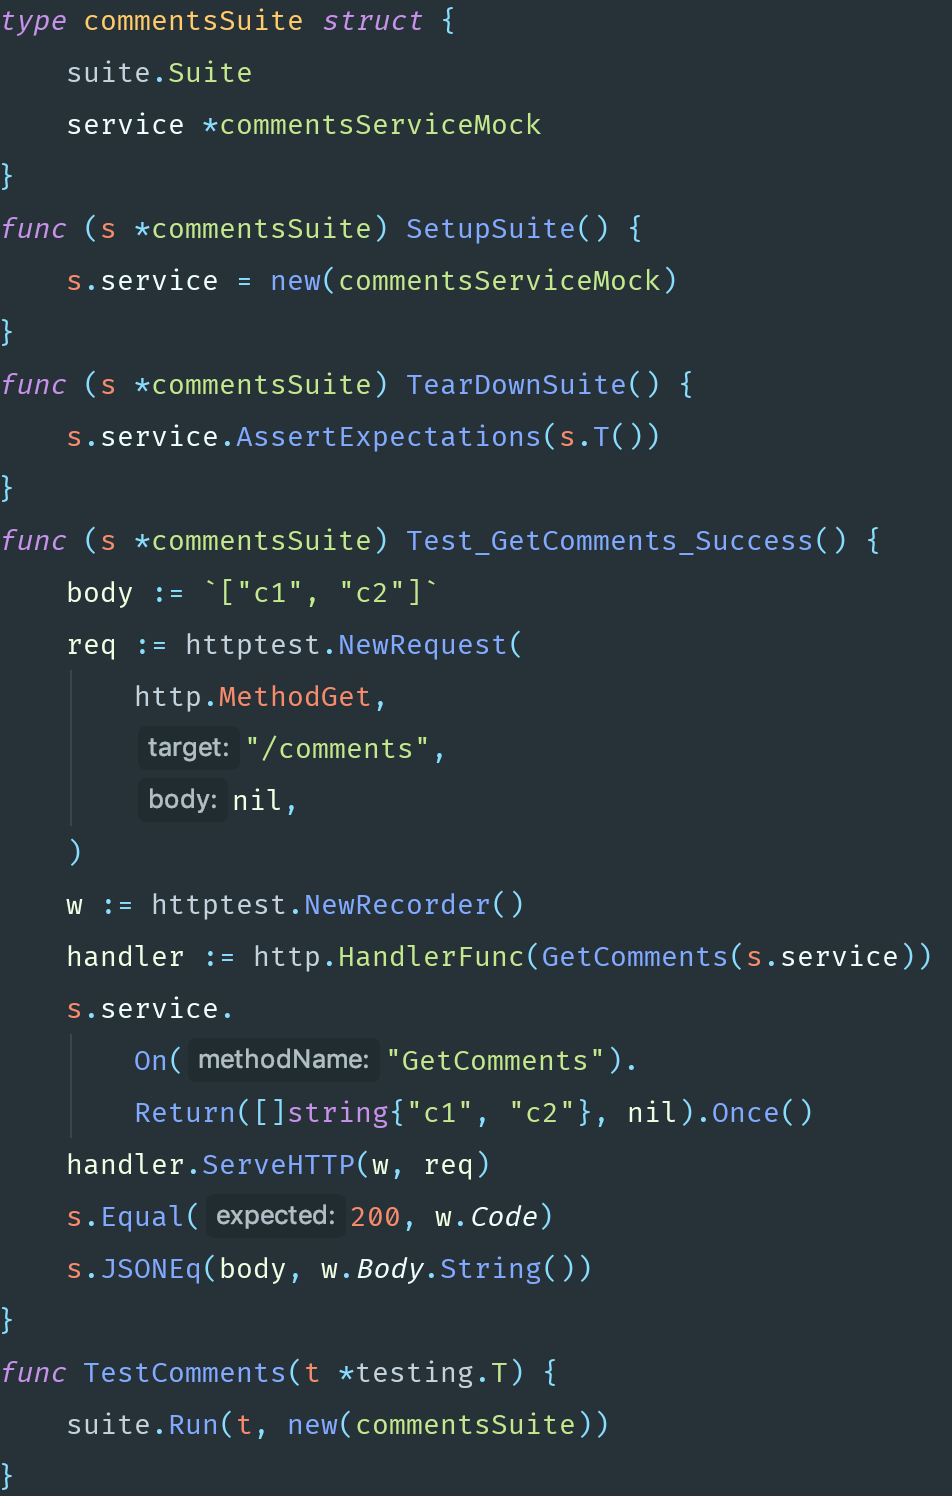 type commentsSuite struct {
    suite.Suite
    service *commentsServiceMock
}
func (s *commentsSuite) SetupSuite() {
    s.service = new(commentsServiceMock)
}
func (s *commentsSuite) TearDownSuite() {
    s.service.AssertExpectations(s.T())
}
func (s *commentsSuite) Test_GetComments_Success() {
    body := `["c1", "c2"]`
    req := httptest.NewRequest(
        http.MethodGet,
        target: "/comments",
        body: nil,
    )
    w := httptest.NewRecorder()
    handler := http.HandlerFunc(GetComments(s.service))
    s.service.
        On( methodName: "GetComments").
        Return([]string{"c1", "c2"}, nil).Once()
    handler.ServeHTTP(w, req)
    s.Equal( expected: 200, w.Code)
    s.JSONEq(body, w.Body.String())
}
func TestComments(t *testing.T) {
    suite.Run(t, new(commentsSuite))
}